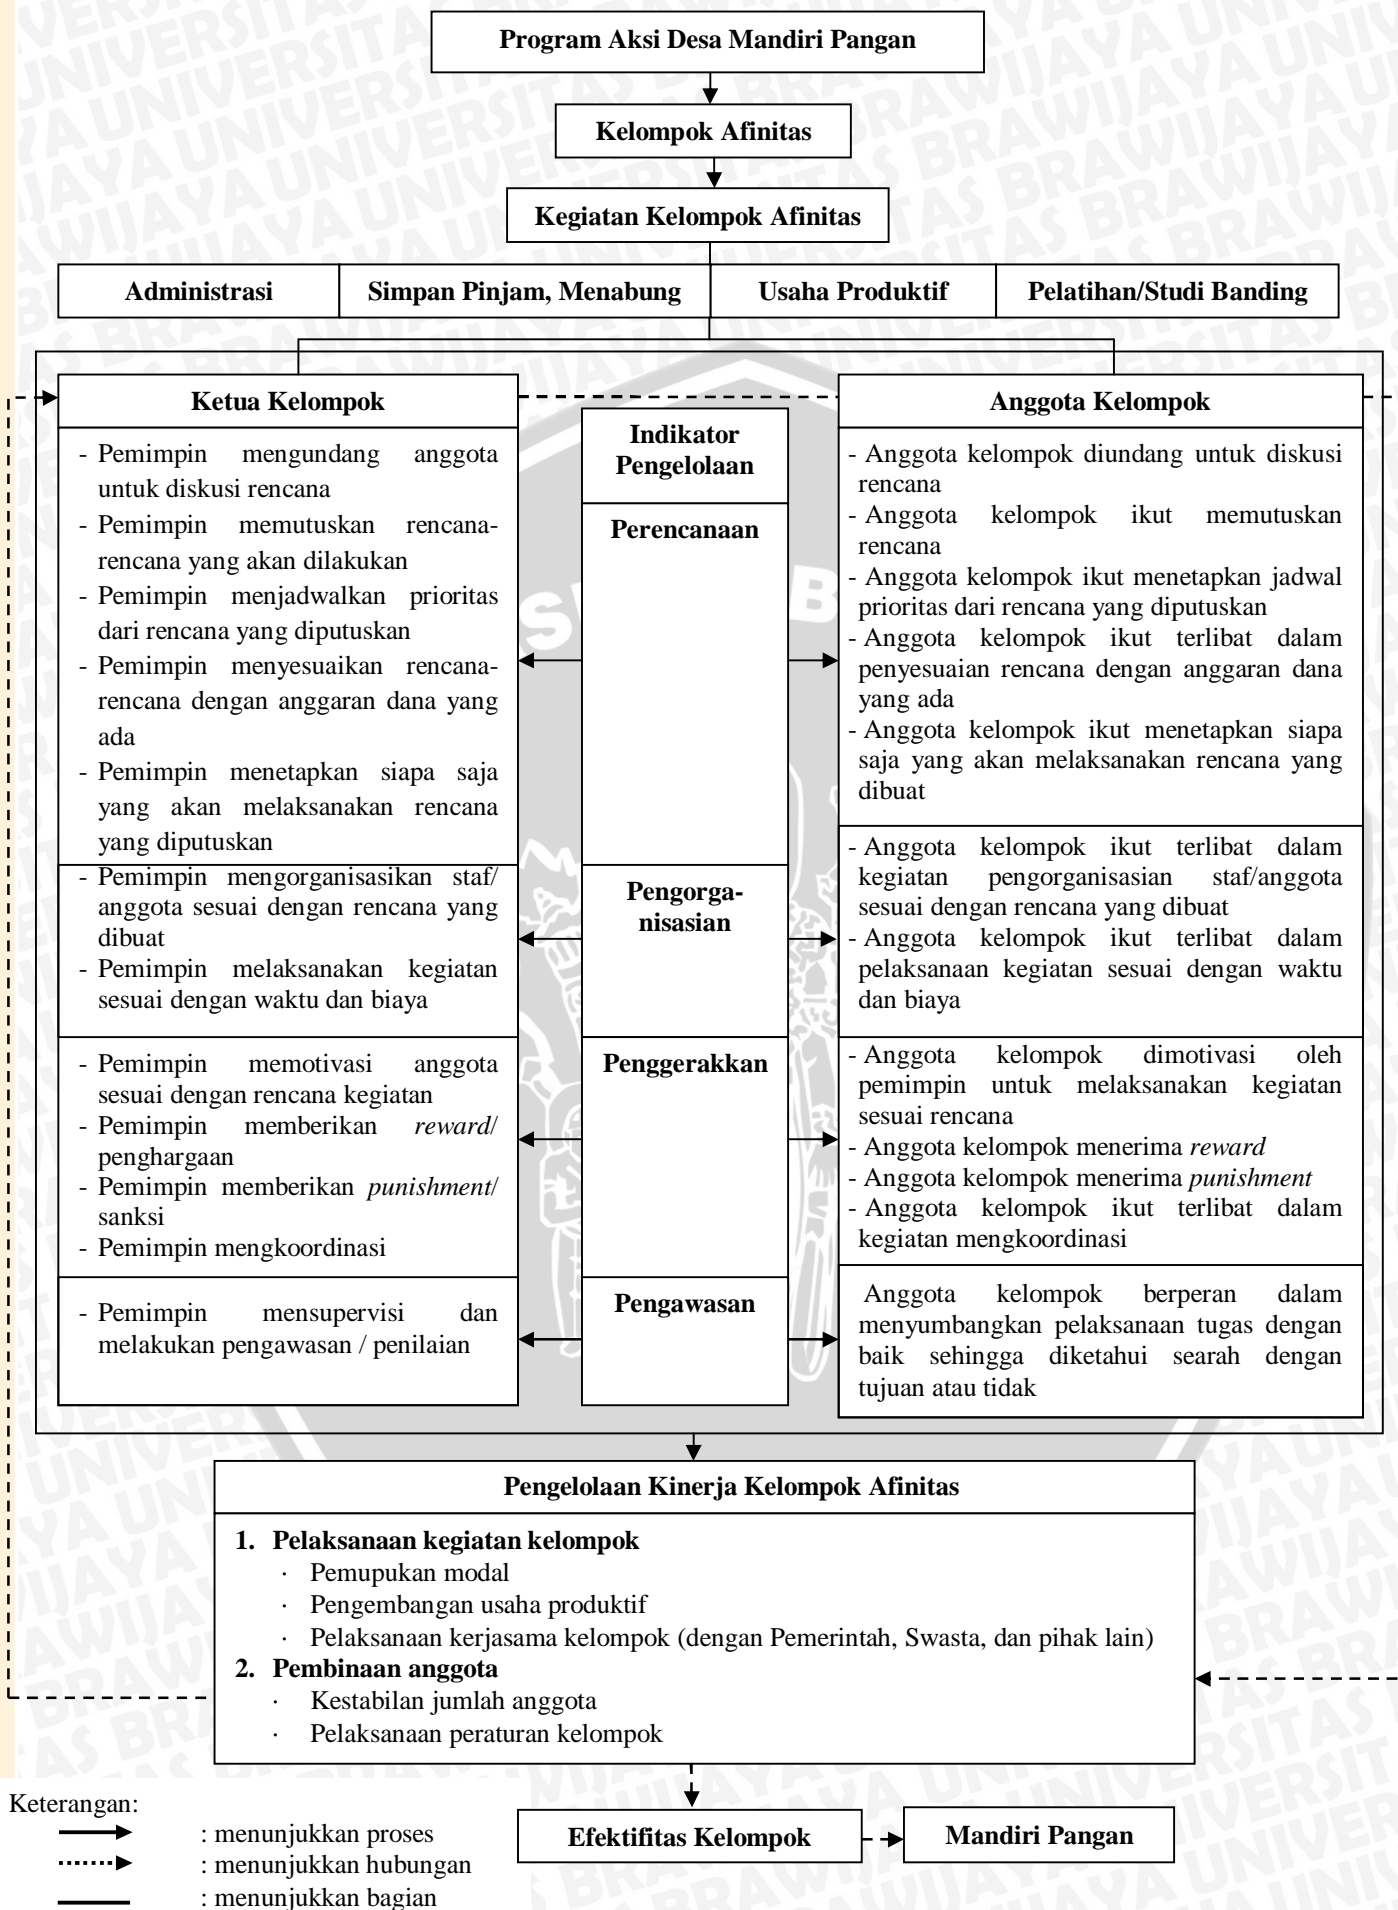 Program Aksi Desa Mandiri Pangan
Kelompok Afinitas
Kegiatan Kelompok Afinitas
Administrasi
Simpan Pinjam, Menabung
Usaha Produktif
Pelatihan/Studi Banding
Ketua Kelompok
- Pemimpin mengundang anggota
untuk diskusi rencana
- Pemimpin memutuskan rencana-
rencana yang akan dilakukan
- Pemimpin menjadwalkan prioritas
dari rencana yang diputuskan
- Pemimpin menyesuaikan rencana-
rencana dengan anggaran dana yang
ada
- Pemimpin menetapkan siapa saja
yang akan melaksanakan rencana
yang diputuskan
- Pemimpin mengorganisasikan staf/
anggota sesuai dengan rencana yang
dibuat
- Pemimpin melaksanakan kegiatan
sesuai dengan waktu dan biaya
- Pemimpin memotivasi anggota
sesuai dengan rencana kegiatan
- Pemimpin memberikan reward/
penghargaan
- Pemimpin memberikan punishment/
sanksi
- Pemimpin mengkoordinasi
- Pemimpin mensupervisi dan
melakukan pengawasan / penilaian
Indikator
Pengelolaan
Perencanaan
Pengorga-
nisasian
Penggerakkan
Pengawasan
Anggota Kelompok
- Anggota kelompok diundang untuk diskusi
rencana
- Anggota kelompok ikut memutuskan
rencana
- Anggota kelompok ikut menetapkan jadwal
prioritas dari rencana yang diputuskan
- Anggota kelompok ikut terlibat dalam
penyesuaian rencana dengan anggaran dana
yang ada
- Anggota kelompok ikut menetapkan siapa
saja yang akan melaksanakan rencana yang
dibuat
- Anggota kelompok ikut terlibat dalam
kegiatan pengorganisasian staf/anggota
sesuai dengan rencana yang dibuat
- Anggota kelompok ikut terlibat dalam
pelaksanaan kegiatan sesuai dengan waktu
dan biaya
- Anggota kelompok dimotivasi oleh
pemimpin untuk melaksanakan kegiatan
sesuai rencana
- Anggota kelompok menerima reward
- Anggota kelompok menerima punishment
- Anggota kelompok ikut terlibat dalam
kegiatan mengkoordinasi
Anggota kelompok berperan dalam
menyumbangkan pelaksanaan tugas dengan
baik sehingga diketahui searah dengan
tujuan atau tidak
Pengelolaan Kinerja Kelompok Afinitas
1. Pelaksanaan kegiatan kelompok
· Pemupukan modal
· Pengembangan usaha produktif
· Pelaksanaan kerjasama kelompok (dengan Pemerintah, Swasta, dan pihak lain)
2. Pembinaan anggota
· Kestabilan jumlah anggota
· Pelaksanaan peraturan kelompok
Efektifitas Kelompok
Mandiri Pangan
Keterangan:
: menunjukkan proses
: menunjukkan hubungan
: menunjukkan bagian